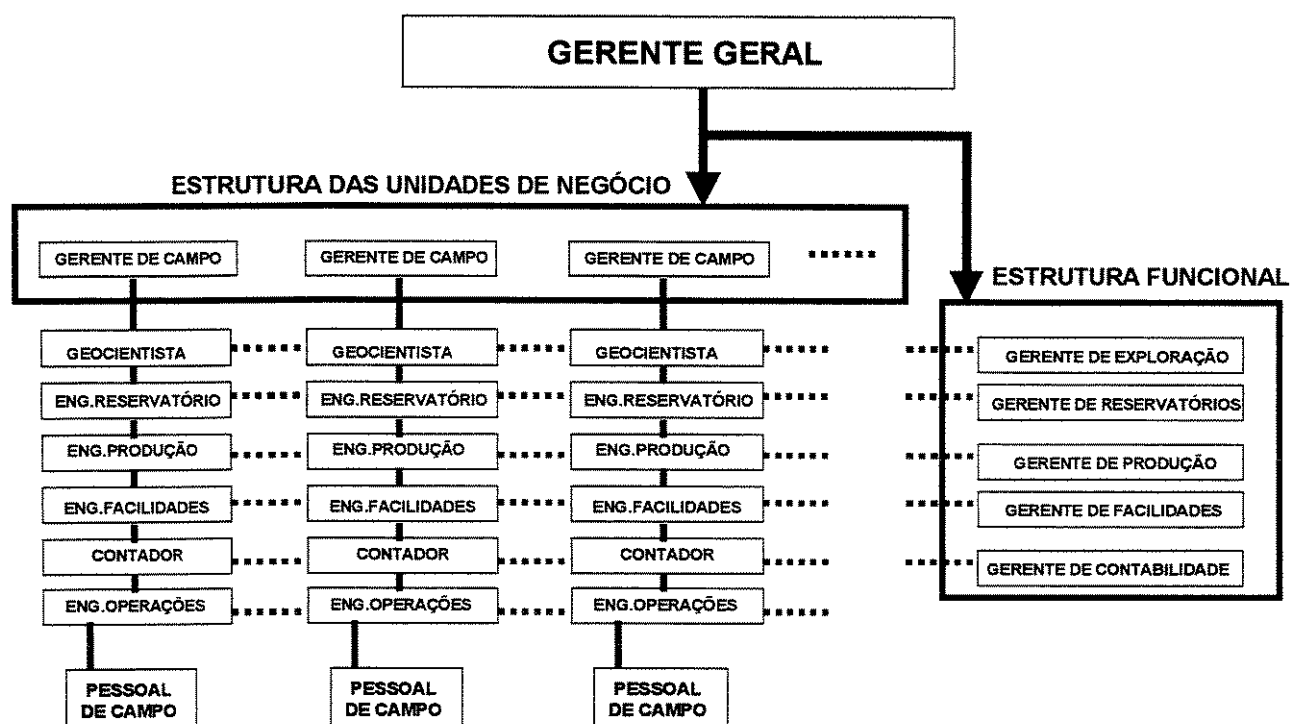 GERENTE GERAL
ESTRUTURA DAS UNIDADES DE NEGÓCIO
GERENTE DE CAMPO GERENTE DE CAMPO GERENTE DE CAMPO
ESTRUTURA FUNCIONAL
GEOCIENTISTA GEOCIENTISTA GEOCIENTISTA GERENTE DE EXPLORAÇÃO
ENG.RESERVATÓRIO ENG.RESERVATÓRIO ENG.RESERVATÓRIO GERENTE DE RESERVATÓRIOS
ENG.PRODUÇÃO ENG.PRODUÇÃO ENG.PRODUÇÃO GERENTE DE PRODUÇÃO
ENG.FACILIDADES ENG.FACILIDADES ENG.FACILIDADES GERENTE DE FACILIDADES
CONTADOR CONTADOR CONTADOR GERENTE DE CONTABILIDADE
ENG.OPERAÇÕES ENG.OPERAÇÕES ENG.OPERAÇÕES
PESSOAL PESSOAL PESSOAL
DE CAMPO DE CAMPO DE CAMPO